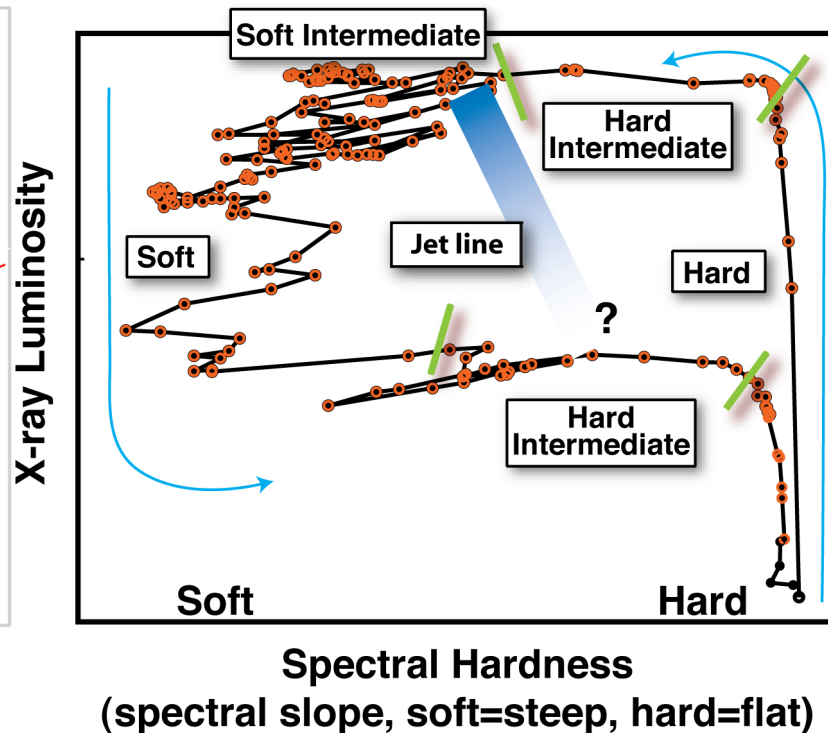 Soft Intermediate
Hard
Intermediate
Soft
Jet line
Hard
?
Hard
Intermediate
Soft
Hard
X-ray Luminosity
Spectral Hardness
(spectral slope, soft=steep, hard=flat)